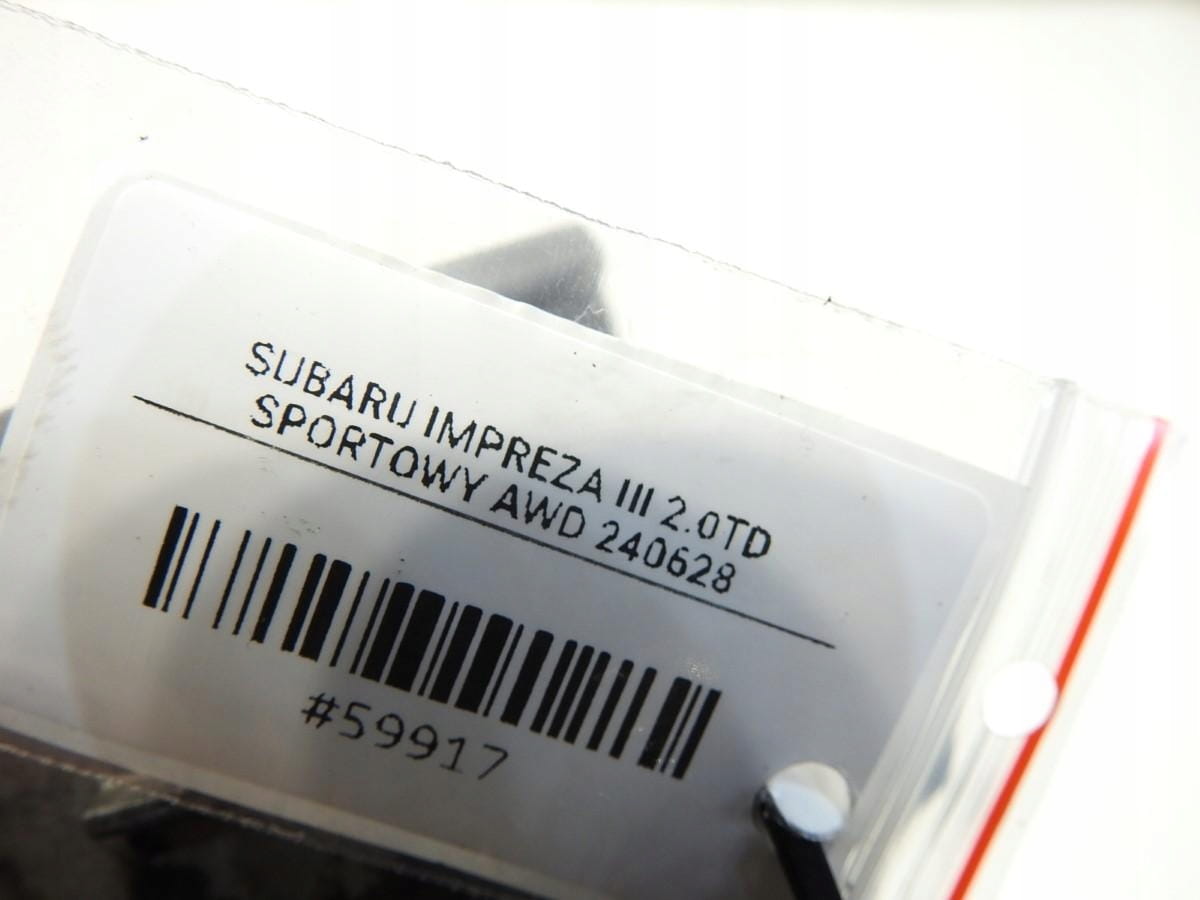 SUBARU IMPREZA III 2.0TD
SPORTOWY AWD 240628
#59917